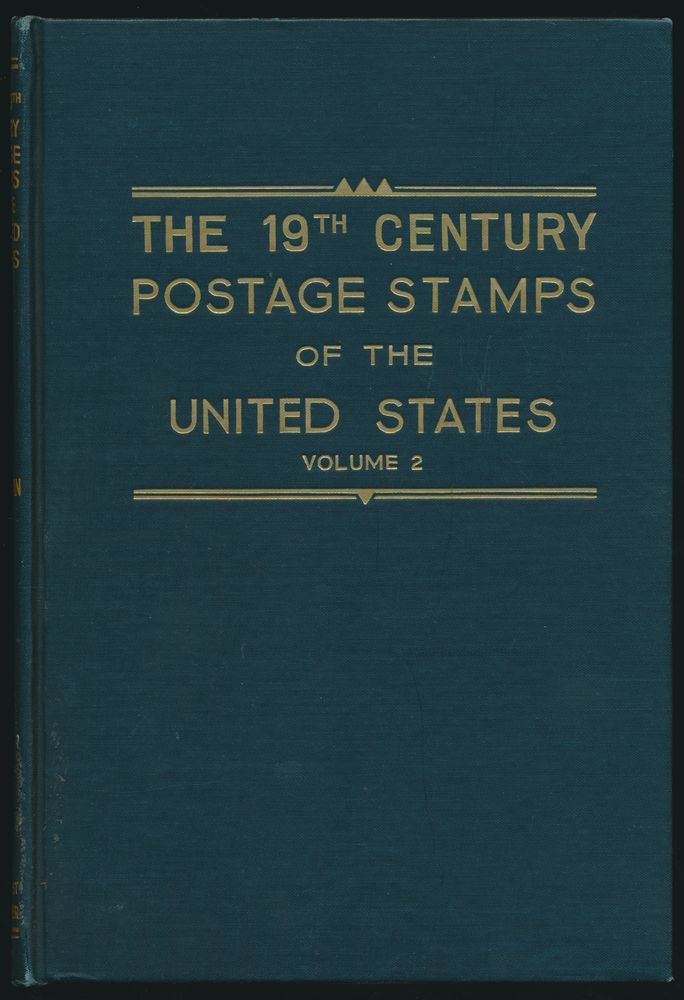 THE 19TH CENTURY
POSTAGE STAMPS
OF THE
UNITED STATES
VOLUME 2